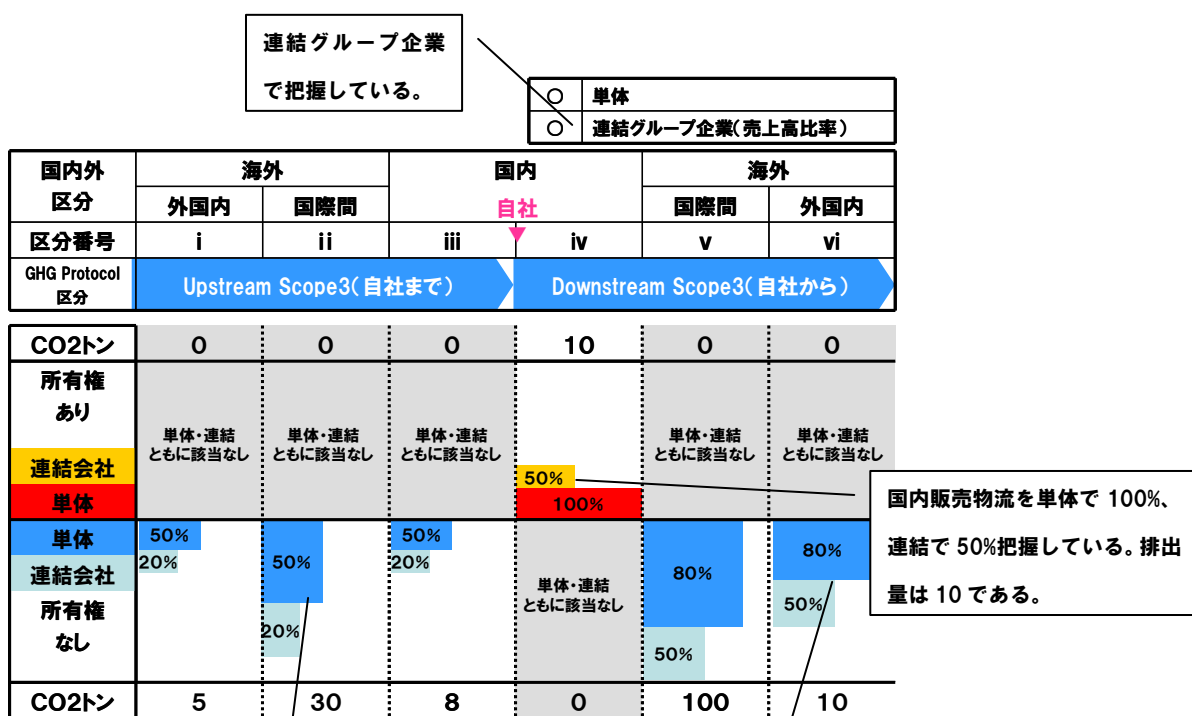 連結グループ企業
で把握している。
○ 単体
○ 連結グループ企業(売上高比率)
国内外
区分
海外 国内 海外
外国内 国際間 自社 国際間 外国内
区分番号 i ii iii iv v vi
GHG Protocol
区分
Upstream Scope3(自社まで) Downstream Scope3(自社から)
CO2トン 0 0 0 10 0 0
所有権
あり
単体・連結
ともに該当なし
単体・連結
ともに該当なし
単体・連結
ともに該当なし
単体・連結
ともに該当なし
単体・連結
ともに該当なし
連結会社 50%
単体 100%
国内販売物流を単体で 100%、
連結で 50%把握している。排出
量は 10 である。
単体 50% 50% 50% 80% 80%
連結会社 20% 20% 20% 50% 50%
単体・連結
ともに該当なし
所有権
なし
CO2トン 5 30 8 0 100 10